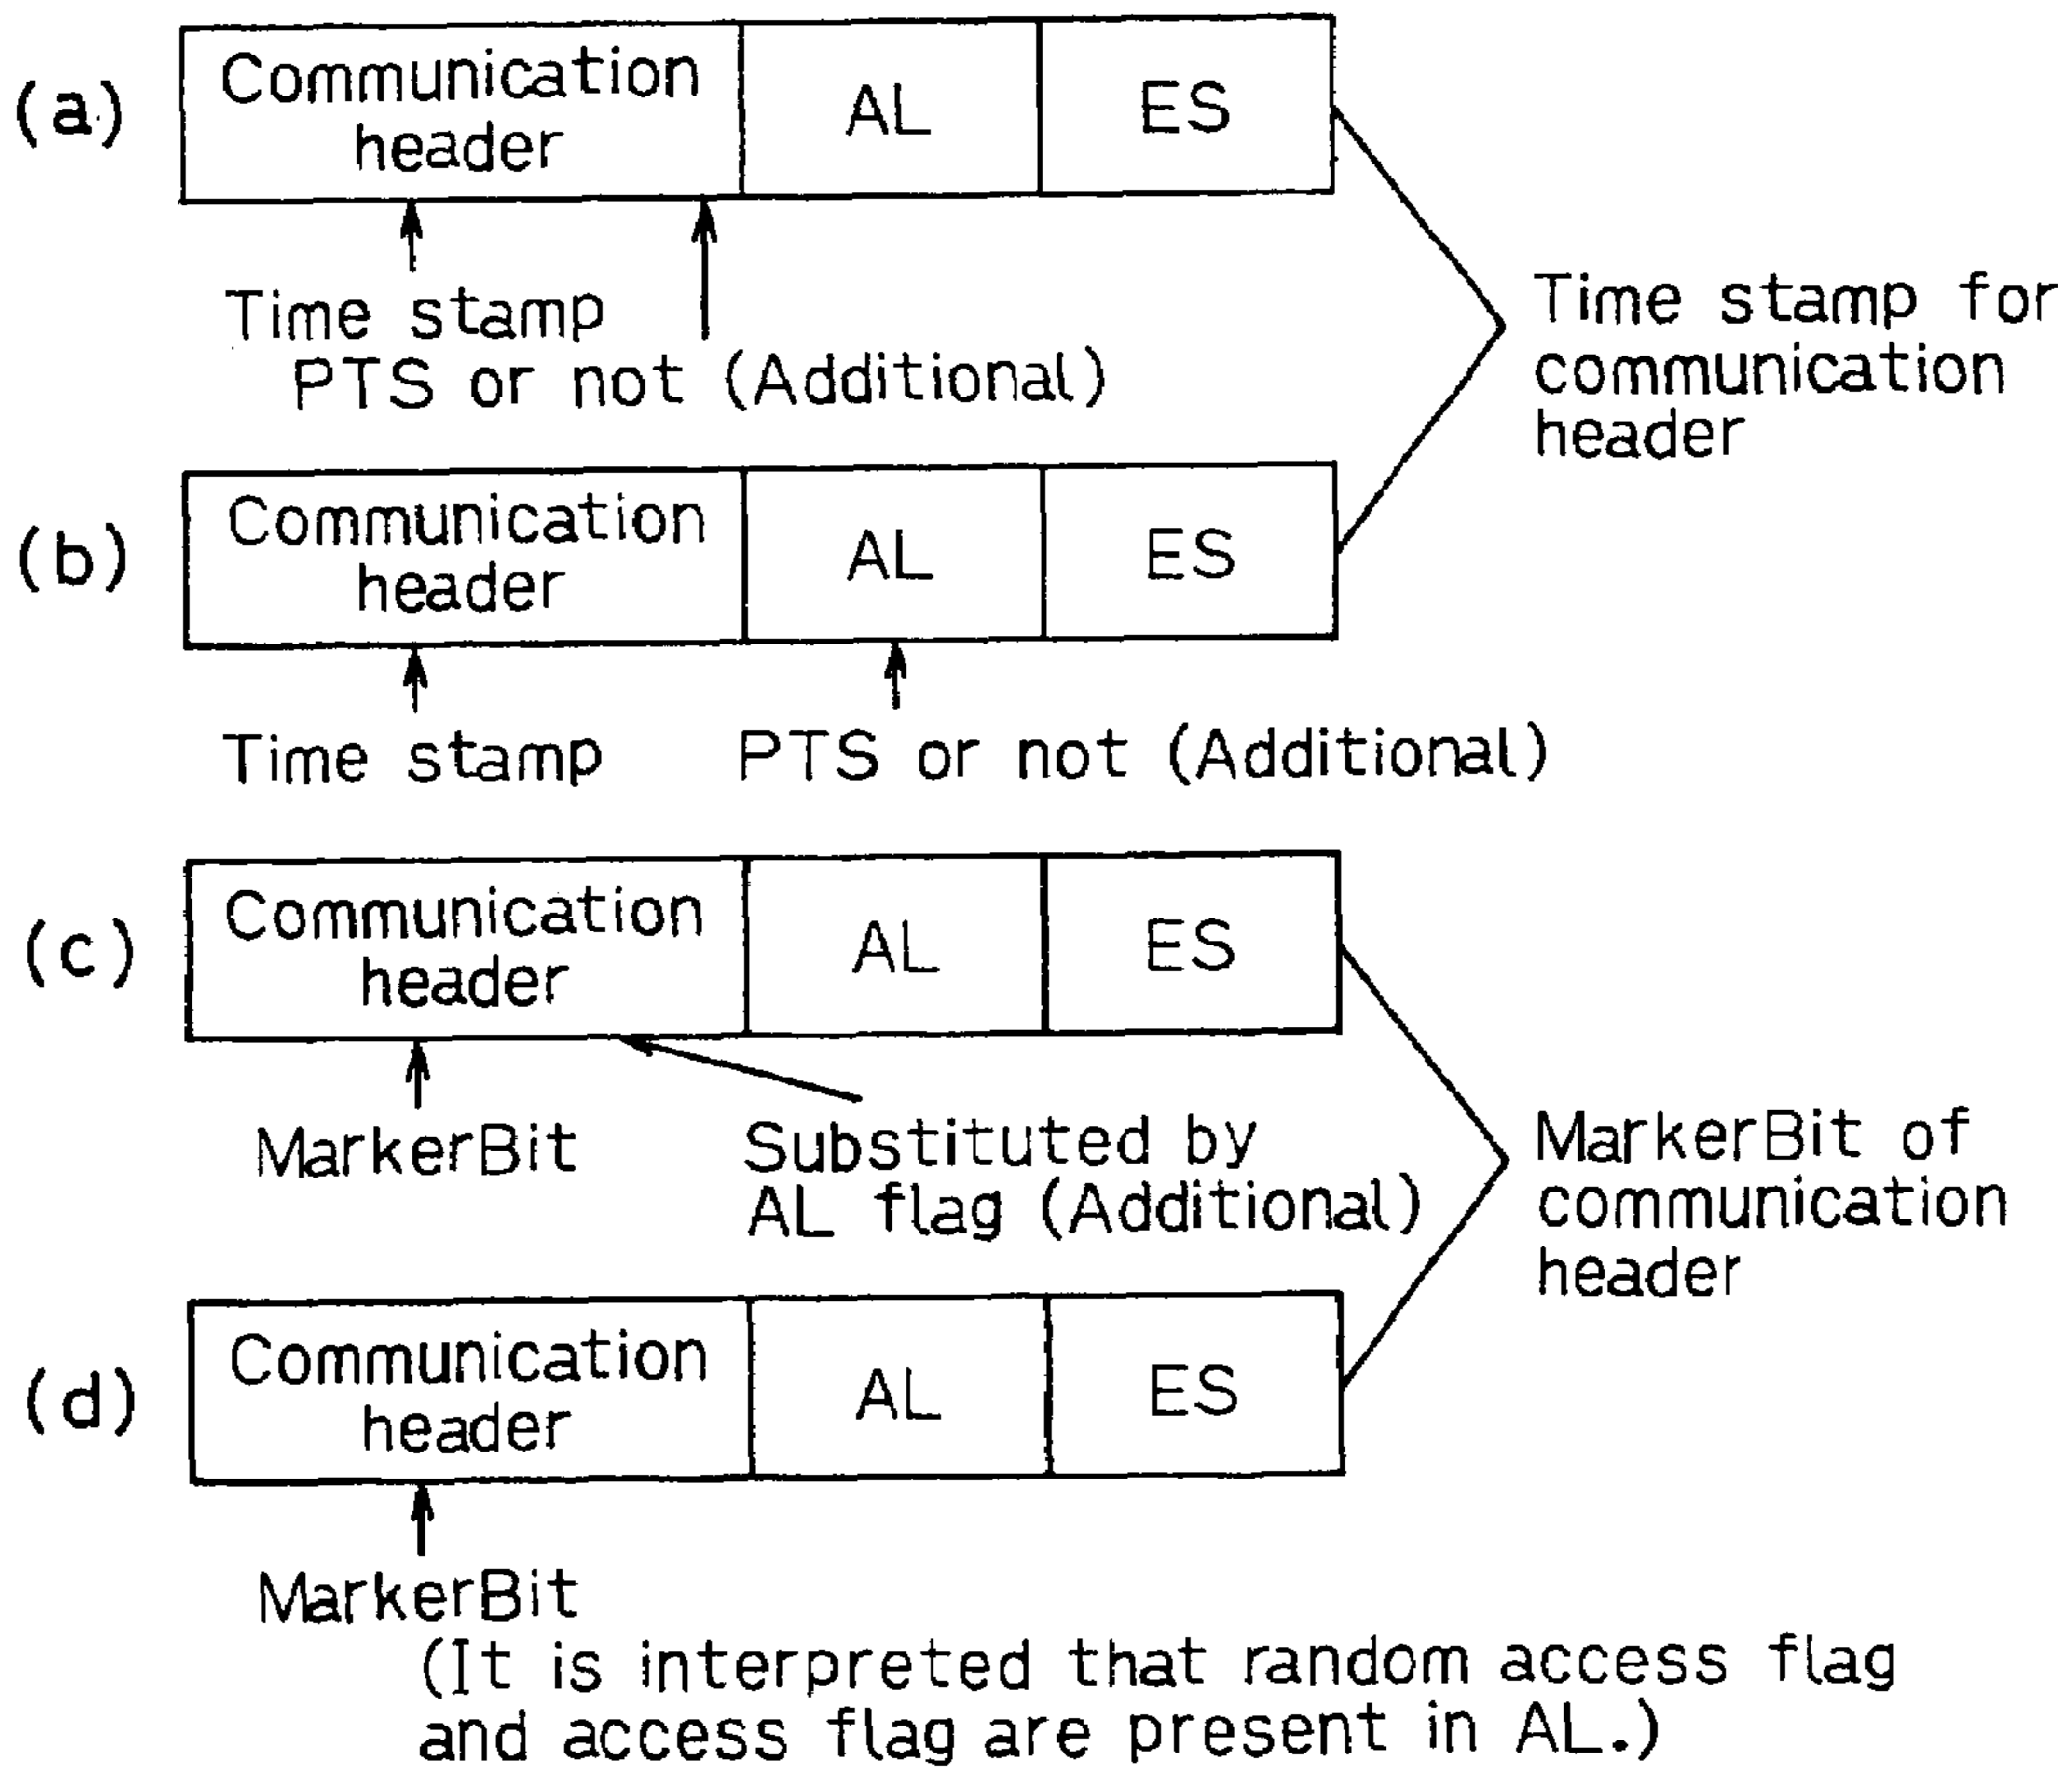 (a)
Communication
header
AL
ES
Time stamp
PTS or not (Additional)
Time stamp for
communication
header
(b)
Communication
header
AL
ES
Time stamp
PTS or not (Additional)
(c)
Communication
header
AL
ES
MarkerBit
Substituted by
AL flag (Additional)
MarkerBit of
communication
header
(d)
Communication
header
AL
ES
MarkerBit
(It is interpreted that random access flag
and access flag are present in AL.)